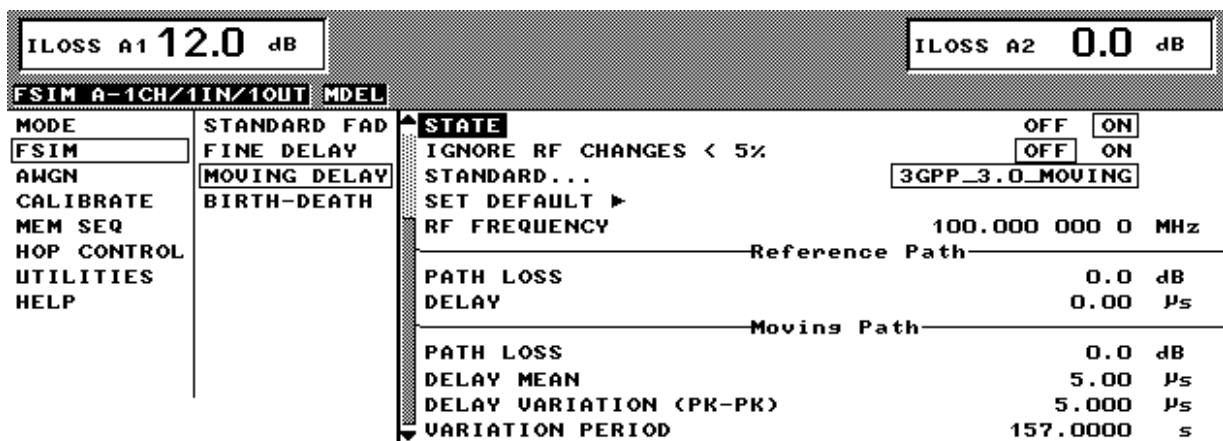 ILOSS A1 12.0 dB
ILOSS A2 0.0 dB
FSIM A-1CH/1IN/1OUT MDEL
MODE
FSIM
AWGN
CALIBRATE
MEM SEQ
HOP CONTROL
UTILITIES
HELP
STANDARD FAD
FINE DELAY
MOVING DELAY
BIRTH-DEATH
STATE OFF ON
IGNORE RF CHANGES < 5% OFF ON
STANDARD... 3GPP_3.0_MOVING
SET DEFAULT ▶
RF FREQUENCY 100.000 000 0 MHz
Reference Path
PATH LOSS 0.0 dB
DELAY 0.00 µs
Moving Path
PATH LOSS 0.0 dB
DELAY MEAN 5.00 µs
DELAY VARIATION (PK-PK) 5.000 µs
VARIATION PERIOD 157.0000 s